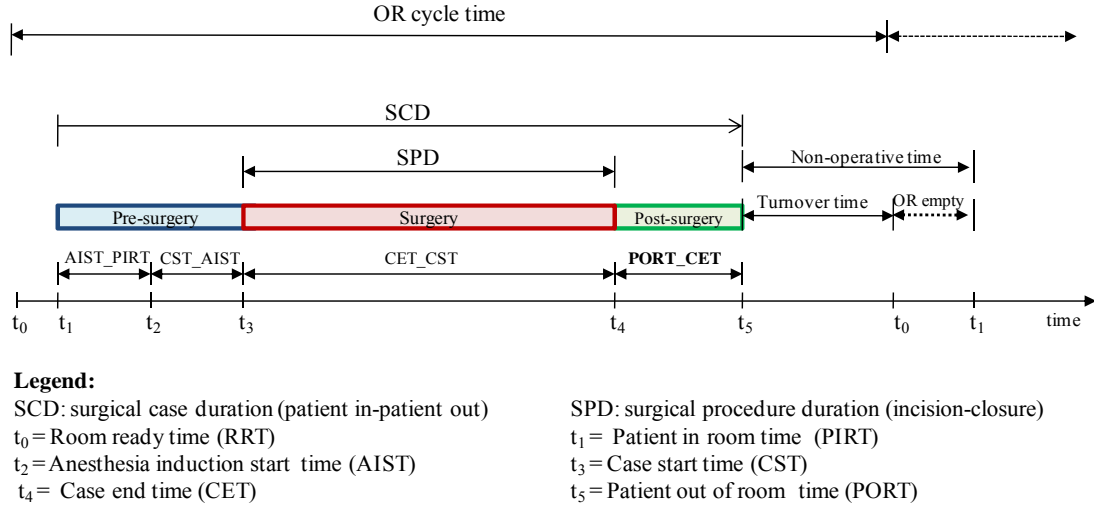 OR cycle time
SCD
SPD
Non-operative time
Pre-surgery Surgery Post-surgery Turnover time OR empty
AIST_PIRT CST_AIST CET_CST PORT_CET
t0 t1 t2 t3 t4 t5 t0 t1 time
Legend:
SCD: surgical case duration (patient in-patient out) SPD: surgical procedure duration (incision-closure)
t0 = Room ready time (RRT) t1 = Patient in room time (PIRT)
t2 = Anesthesia induction start time (AIST) t3 = Case start time (CST)
t4 = Case end time (CET) t5 = Patient out of room time (PORT)